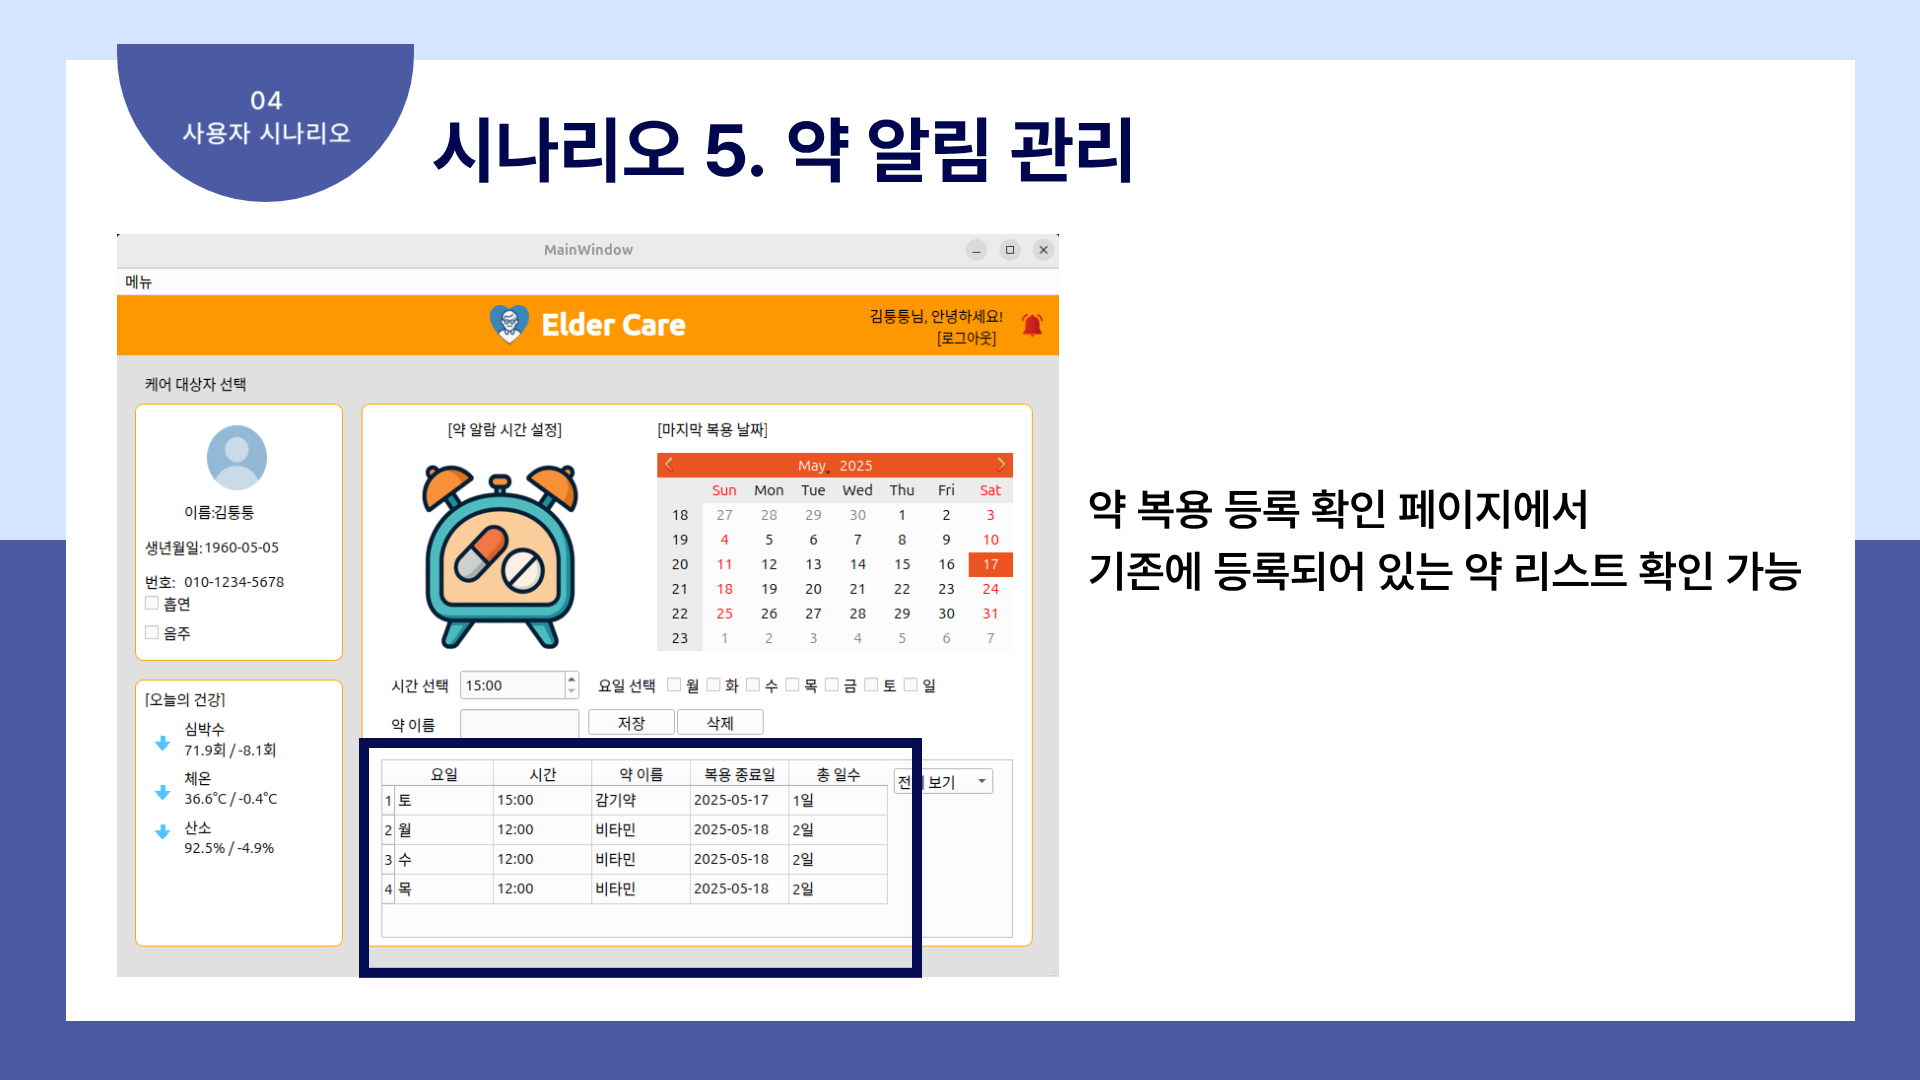 04
사용자 시나리오
시나리오 5. 약 알림 관리
MainWindow
메뉴
Elder Care
김퉁퉁님, 안녕하세요!
[로그아웃]
케어 대상자 선택
이름:김퉁퉁
생년월일:1960-05-05
번호: 010-1234-5678
흡연
음주
[오늘의 건강]
심박수
71.9회 / -8.1회
체온
36.6°C / -0.4°C
산소
92.5% / -4.9%
[약 알람 시간 설정]
[마지막 복용 날짜]
May, 2025
Sun Mon Tue Wed Thu Fri Sat
18 27 28 29 30 1 2 3
19 4 5 6 7 8 9 10
20 11 12 13 14 15 16 17
21 18 19 20 21 22 23 24
22 25 26 27 28 29 30 31
23 1 2 3 4 5 6 7
시간 선택 15:00 요일 선택 월 화 수 목 금 토 일
약 이름 저장 삭제
요일 시간 약 이름 복용 종료일 총 일수
1 토 15:00 감기약 2025-05-17 1일
2 월 12:00 비타민 2025-05-18 2일
3 수 12:00 비타민 2025-05-18 2일
4 목 12:00 비타민 2025-05-18 2일
보기
약 복용 등록 확인 페이지에서
기존에 등록되어 있는 약 리스트 확인 가능